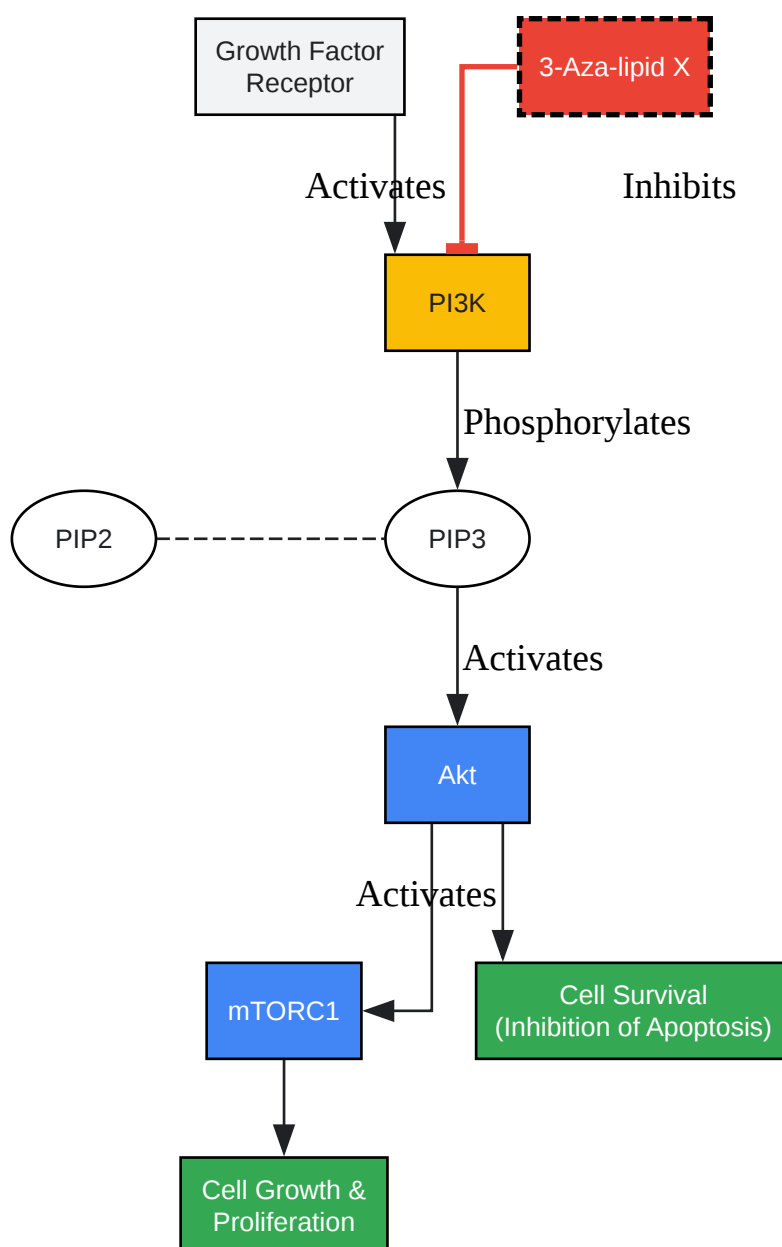 Growth Factor
Receptor
3-Aza-lipid X
Activates
Inhibits
PI3K
Phosphorylates
PIP2
PIP3
Activates
Akt
Activates
mTORC1
Cell Survival
(Inhibition of Apoptosis)
Cell Growth &
Proliferation